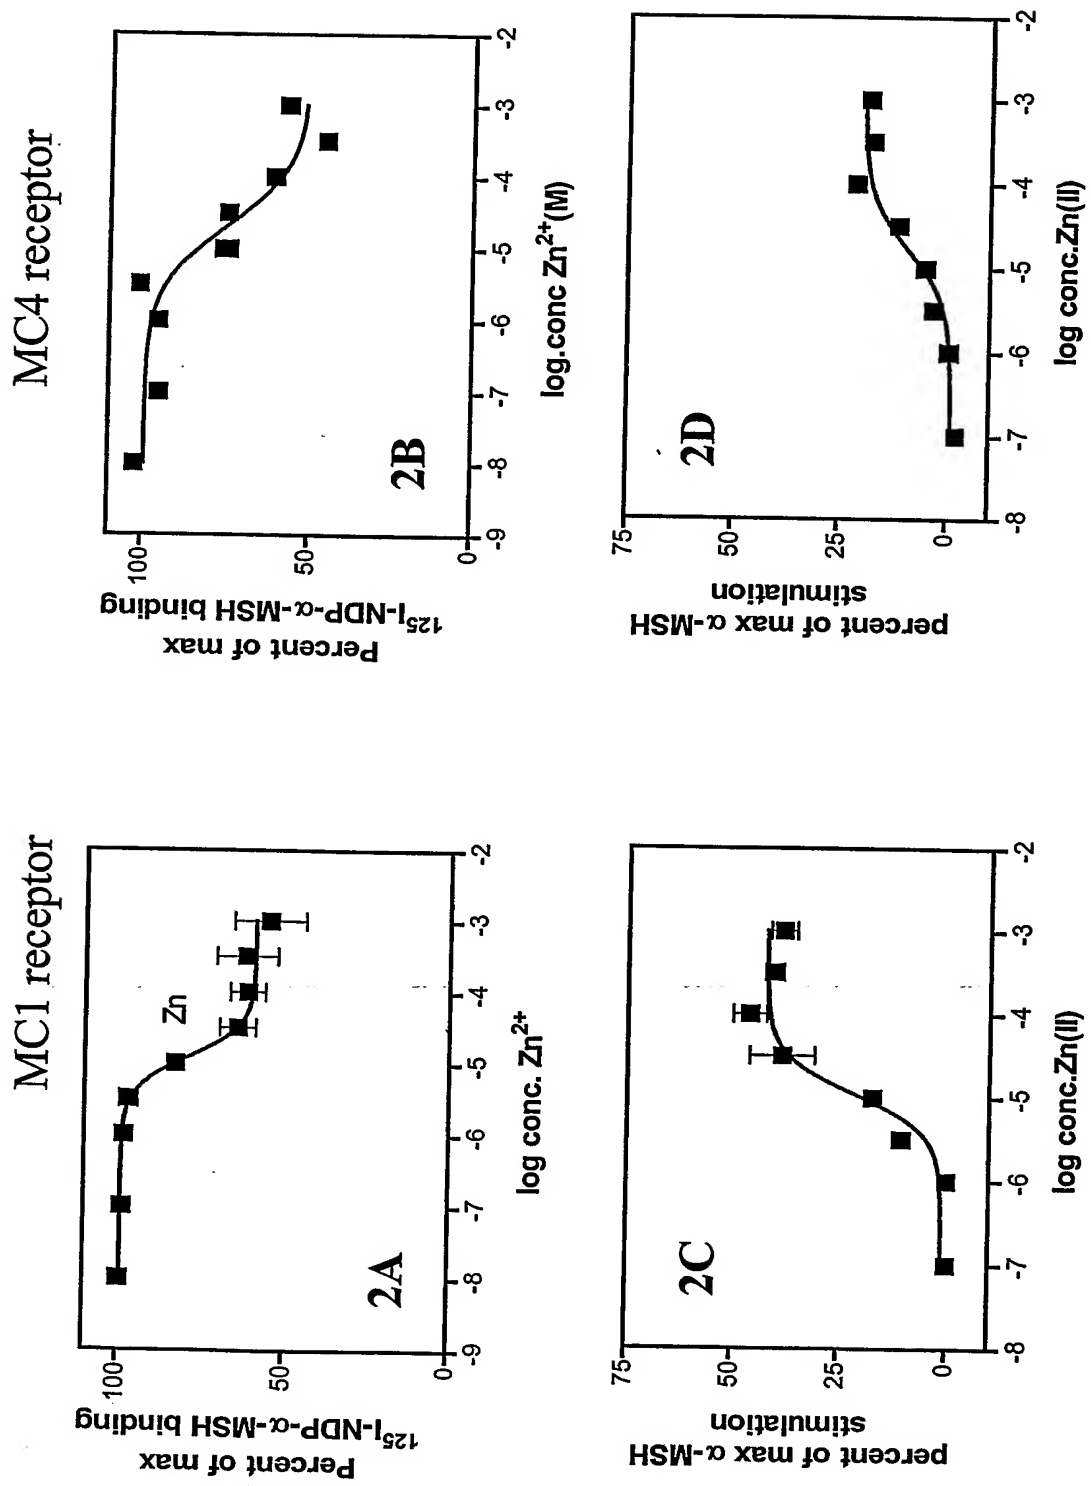 MC1 receptor
Percent of max
¹²⁵I-NDP-α-MSH binding
100
50
0
-9
-8
-7
-6
-5
-4
-3
-2
log conc. Zn²⁺
Zn
2A
MC4 receptor
Percent of max
¹²⁵I-NDP-α-MSH binding
100
50
0
-9
-8
-7
-6
-5
-4
-3
-2
log.conc Zn²⁺(M)
2B
percent of max α-MSH
stimulation
75
50
25
0
-8
-7
-6
-5
-4
-3
-2
log conc.Zn(II)
2C
percent of max α-MSH
stimulation
75
50
25
0
-8
-7
-6
-5
-4
-3
-2
log conc.Zn(II)
2D